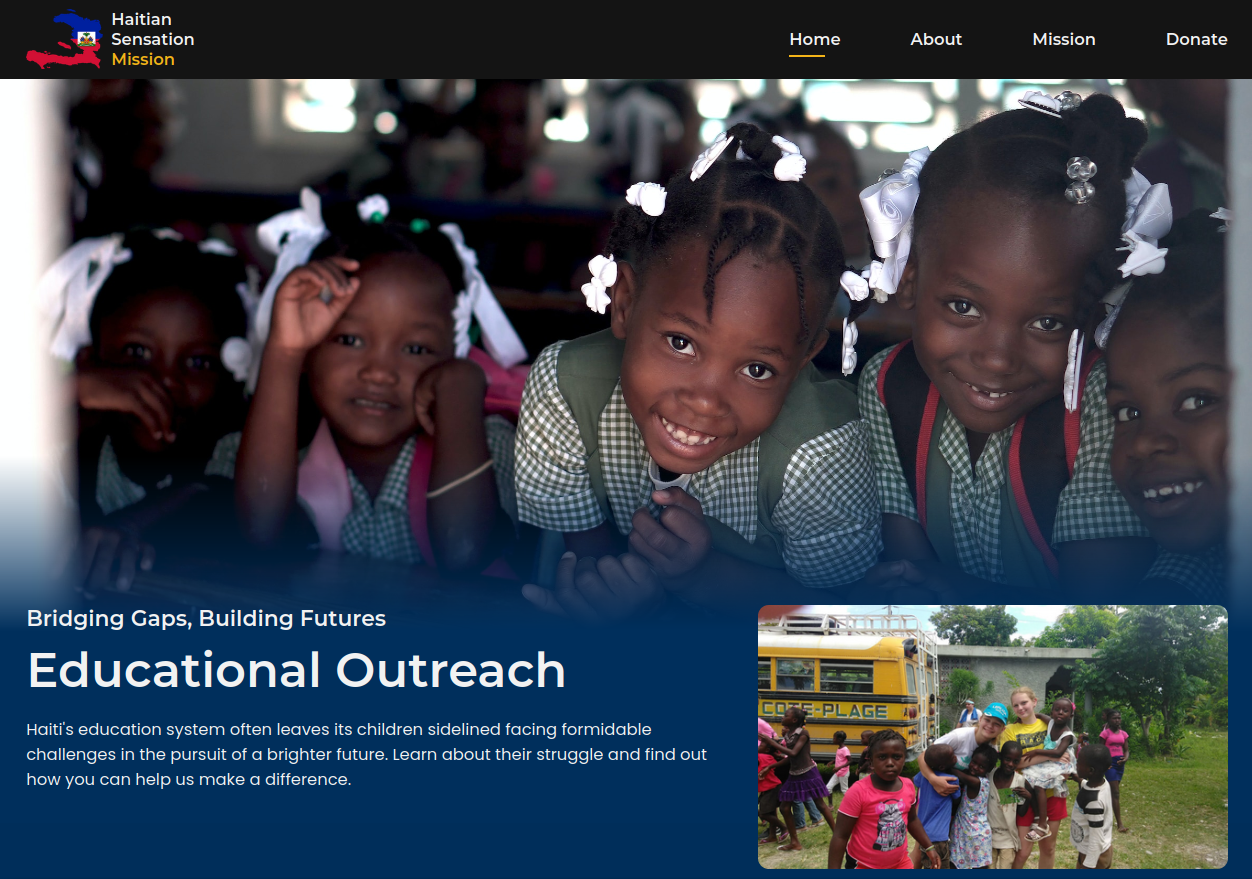 Haitian
Sensation
Mission
Home
About
Mission
Donate
Bridging Gaps, Building Futures
Educational Outreach
Haiti's education system often leaves its children sidelined facing formidable
challenges in the pursuit of a brighter future. Learn about their struggle and find out
how you can help us make a difference.
COTE-PLAGE